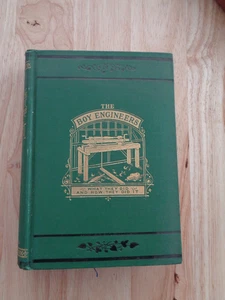 THE
BOY ENGINEERS
WHAT THEY DID
AND HOW THEY DID IT